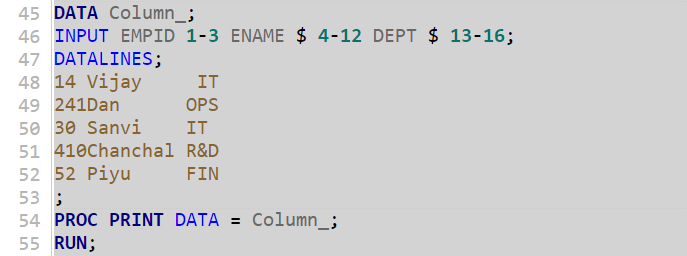 45 DATA Column_;
46 INPUT EMPID 1-3 ENAME $ 4-12 DEPT $ 13-16;
47 DATALINES;
48 14 Vijay     IT
49 241Dan      OPS
50 30 Sanvi    IT
51 410Chanchal R&D
52 52 Piyu     FIN
53 ;
54 PROC PRINT DATA = Column_;
55 RUN;